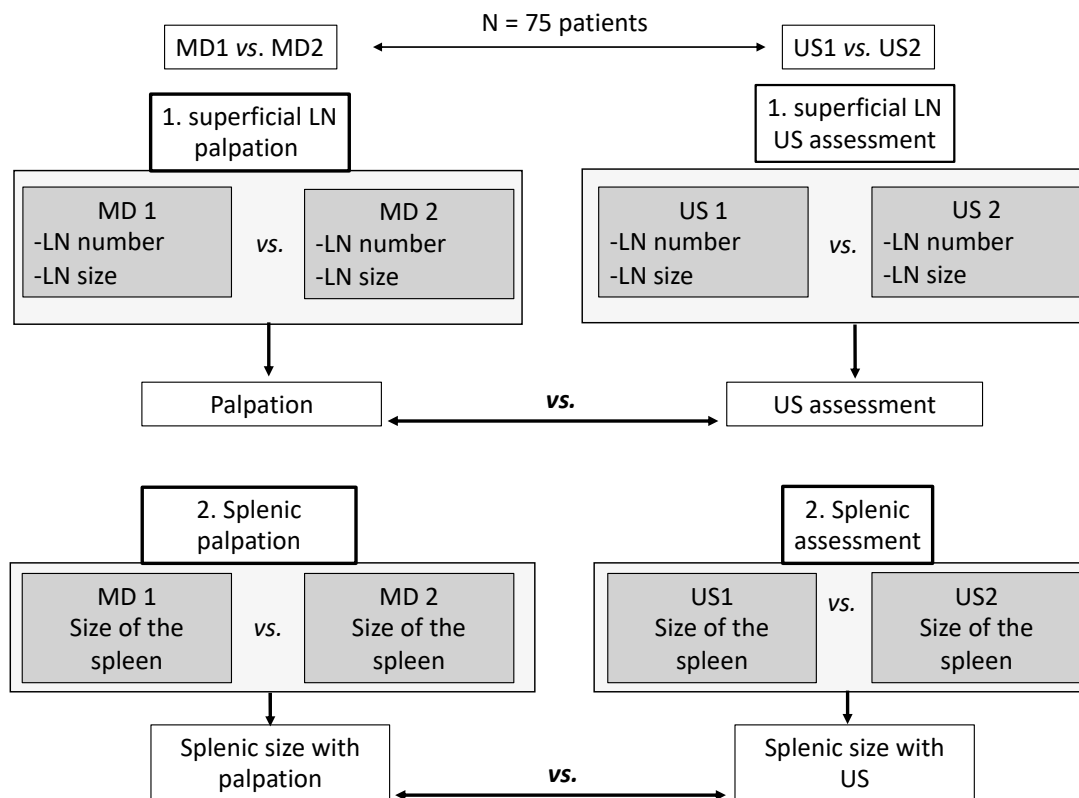 N = 75 patients
MD1 vs. MD2
US1 vs. US2
1. superficial LN
palpation
1. superficial LN
US assessment
MD 1
-LN number
-LN size
vs.
MD 2
-LN number
-LN size
US 1
-LN number
-LN size
vs.
US 2
-LN number
-LN size
Palpation
vs.
US assessment
2. Splenic
palpation
2. Splenic
assessment
MD 1
Size of the
spleen
vs.
MD 2
Size of the
spleen
US1
Size of the
spleen
vs.
US2
Size of the
spleen
Splenic size with
palpation
vs.
Splenic size with
US